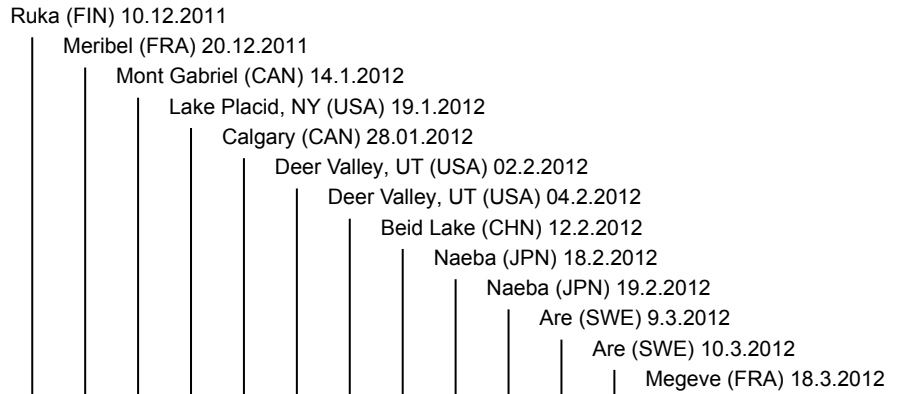 Ruka (FIN) 10.12.2011
Meribel (FRA) 20.12.2011
Mont Gabriel (CAN) 14.1.2012
Lake Placid, NY (USA) 19.1.2012
Calgary (CAN) 28.01.2012
Deer Valley, UT (USA) 02.2.2012
Deer Valley, UT (USA) 04.2.2012
Beid Lake (CHN) 12.2.2012
Naeba (JPN) 18.2.2012
Naeba (JPN) 19.2.2012
Are (SWE) 9.3.2012
Are (SWE) 10.3.2012
Megeve (FRA) 18.3.2012